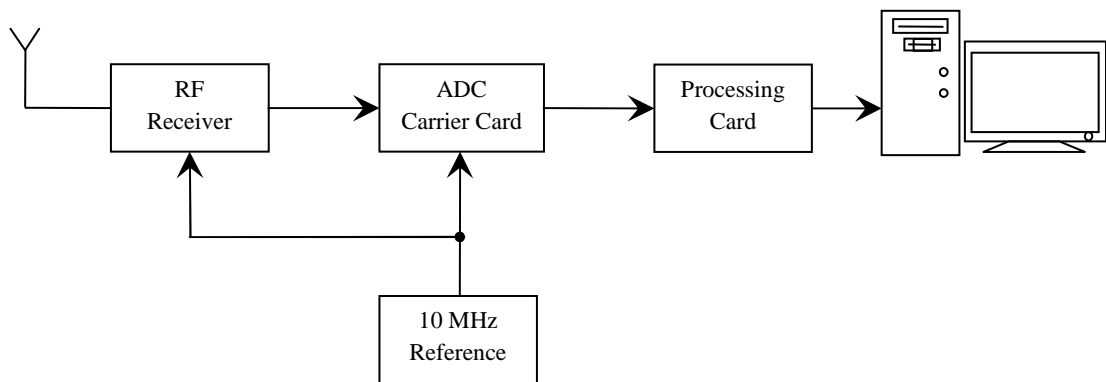 RF
Receiver
ADC
Carrier Card
Processing
Card
10 MHz
Reference